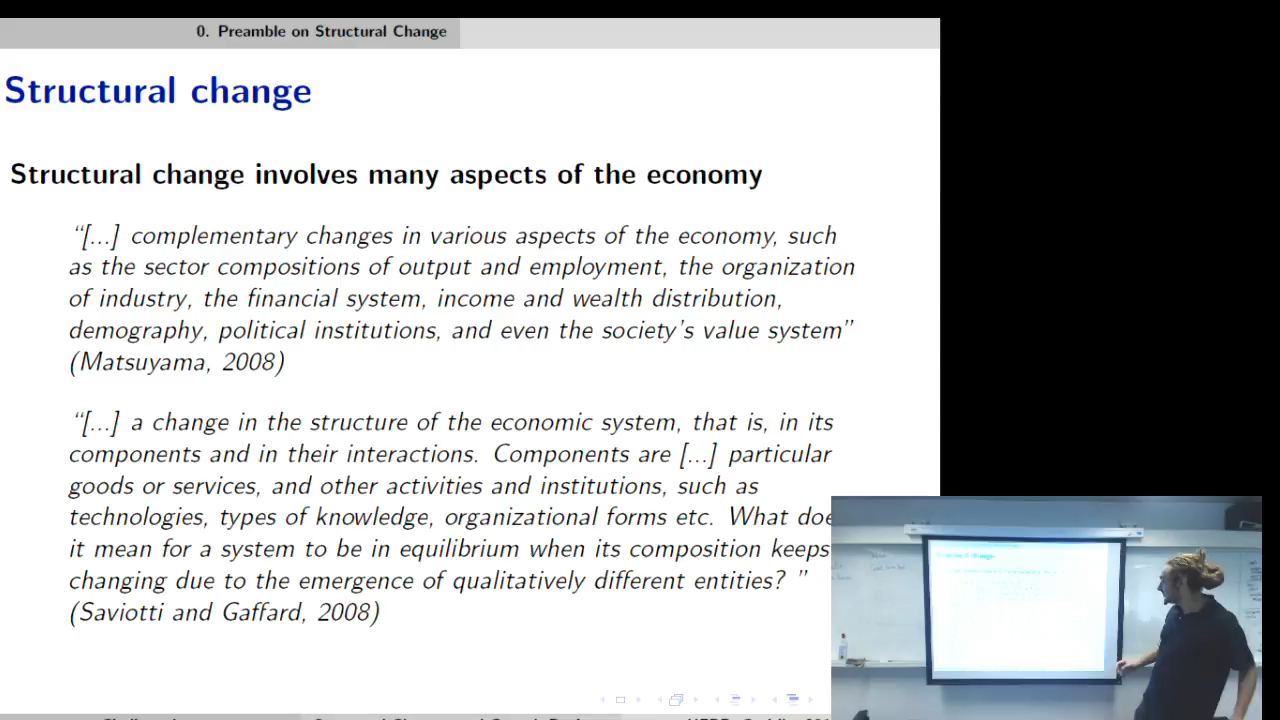 0. Preamble on Structural Change
Structural change
Structural change involves many aspects of the economy
“[...] complementary changes in various aspects of the economy, such
as the sector compositions of output and employment, the organization
of industry, the financial system, income and wealth distribution,
demography, political institutions, and even the society’s value system”
(Matsuyama, 2008)
“[...] a change in the structure of the economic system, that is, in its
components and in their interactions. Components are [...] particular
goods or services, and other activities and institutions, such as
technologies, types of knowledge, organizational forms etc. What doe
it mean for a system to be in equilibrium when its composition keeps
changing due to the emergence of qualitatively different entities? ”
(Saviotti and Gaffard, 2008)